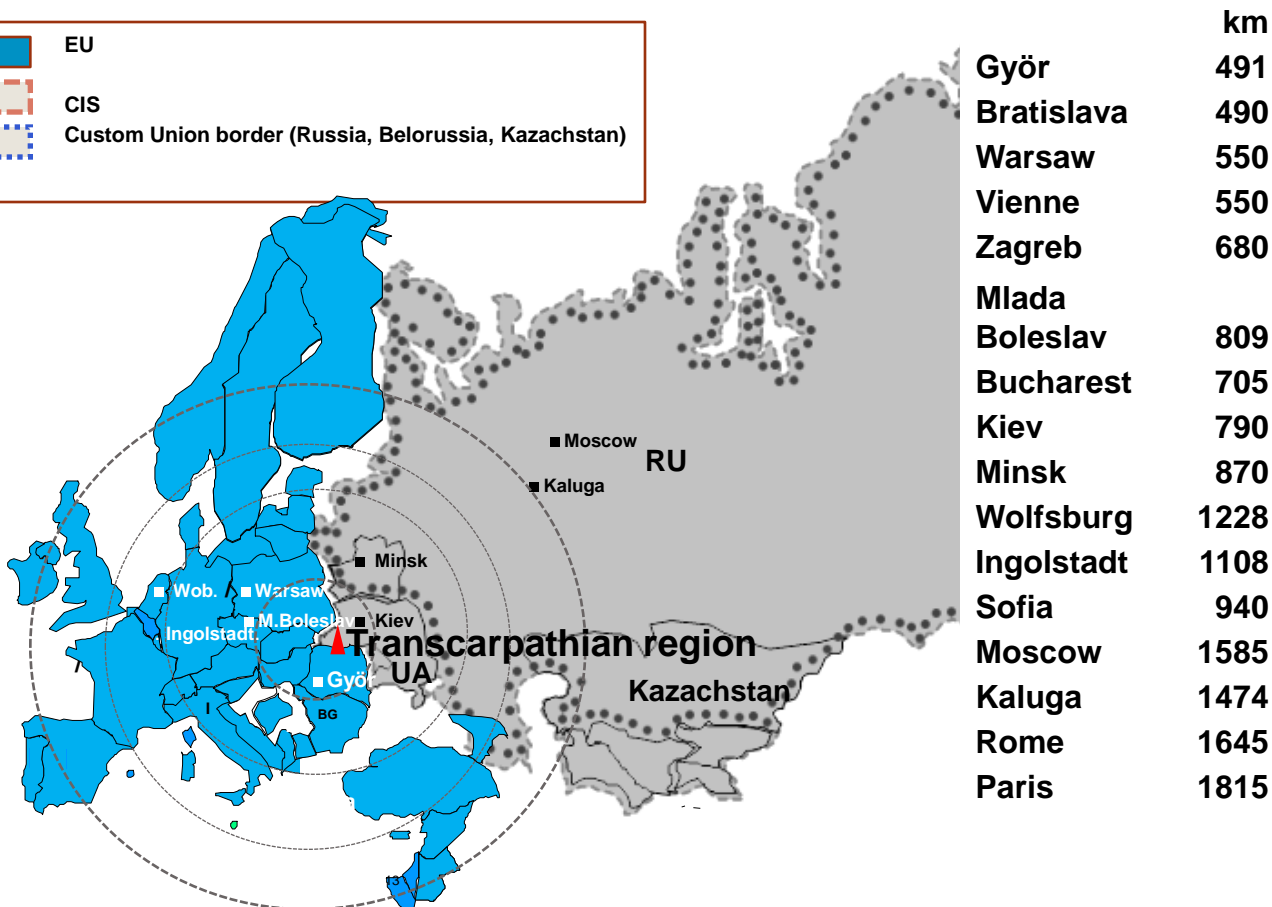 EU
CIS
Custom Union border (Russia, Belorussia, Kazachstan)
km
Györ 491
Bratislava 490
Warsaw 550
Vienne 550
Zagreb 680
Mlada
Boleslav 809
Bucharest 705
Kiev 790
Minsk 870
Wolfsburg 1228
Ingolstadt 1108
Sofia 940
Moscow 1585
Kaluga 1474
Rome 1645
Paris 1815
Moscow
RU
Kaluga
Minsk
Wob.
Warsaw
M.Boleslav
Kiev
Ingolstadt
Transcarpathian region
UA
Györ
Kazachstan
I
BG
13